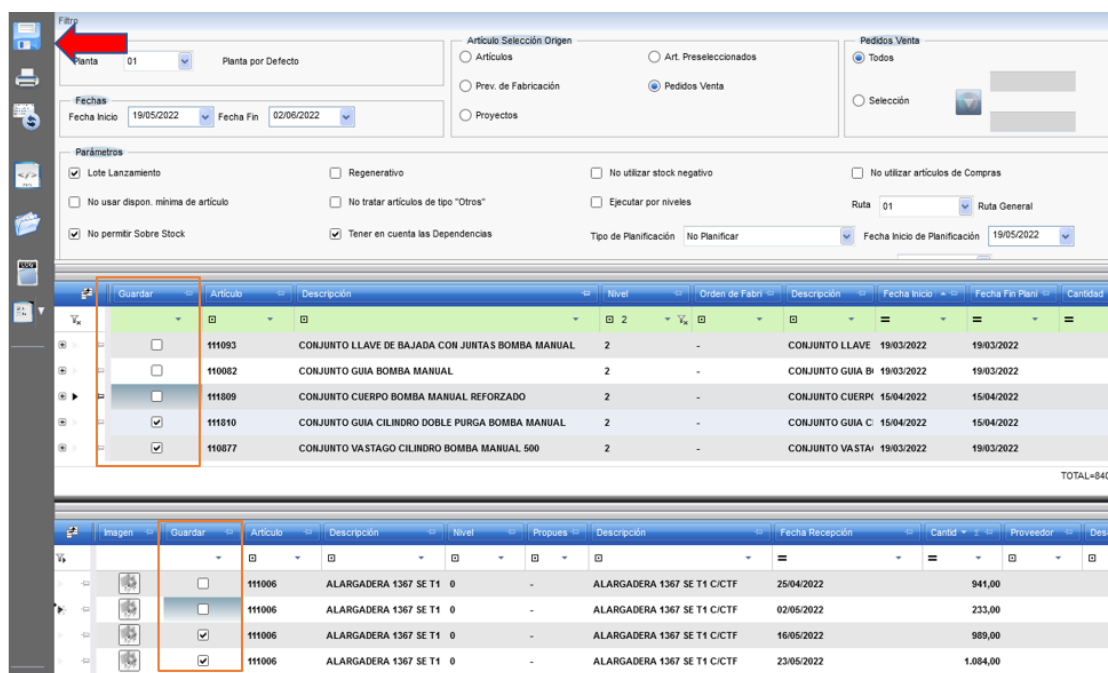 Filtro
Planta 01 Planta por Defecto
Fechas
Fecha Inicio 19/05/2022 Fecha Fin 02/06/2022
Artículo Selección Origen
Artículos Art. Preseleccionados
Prev. de Fabricación Pedidos Venta
Proyectos
Pedidos Venta
Todos
Selección
Parámetros
Lote Lanzamiento Regenerativo No utilizar stock negativo No utilizar artículos de Compras
No usar dispon. mínima de artículo No tratar artículos de tipo "Otros" Ejecutar por niveles Ruta 01 Ruta General
No permitir Sobre Stock Tener en cuenta las Dependencias Tipo de Planificación No Planificar Fecha Inicio de Planificación 19/05/2022
Guardar Artículo Descripción Nivel Orden de Fabri Descripción Fecha Inicio Fecha Fin Plani Cantidad
= = =
2
111093 CONJUNTO LLAVE DE BAJADA CON JUNTAS BOMBA MANUAL 2 - CONJUNTO LLAVE 19/03/2022 19/03/2022
110082 CONJUNTO GUIA BOMBA MANUAL 2 - CONJUNTO GUIA B 19/03/2022 19/03/2022
111809 CONJUNTO CUERPO BOMBA MANUAL REFORZADO 2 - CONJUNTO CUERP 15/04/2022 15/04/2022
111810 CONJUNTO GUIA CILINDRO DOBLE PURGA BOMBA MANUAL 2 - CONJUNTO GUIA C 15/04/2022 15/04/2022
110877 CONJUNTO VASTAGO CILINDRO BOMBA MANUAL 500 2 - CONJUNTO VASTA 19/03/2022 19/03/2022
TOTAL=840
Imagen Guardar Artículo Descripción Nivel Propues Descripción Fecha Recepción Cantid Proveedor Des
= =
111006 ALARGADERA 1367 SE T1 0 - ALARGADERA 1367 SE T1 C/CTF 25/04/2022 941,00
111006 ALARGADERA 1367 SE T1 0 - ALARGADERA 1367 SE T1 C/CTF 02/05/2022 233,00
111006 ALARGADERA 1367 SE T1 0 - ALARGADERA 1367 SE T1 C/CTF 16/05/2022 989,00
111006 ALARGADERA 1367 SE T1 0 - ALARGADERA 1367 SE T1 C/CTF 23/05/2022 1.084,00